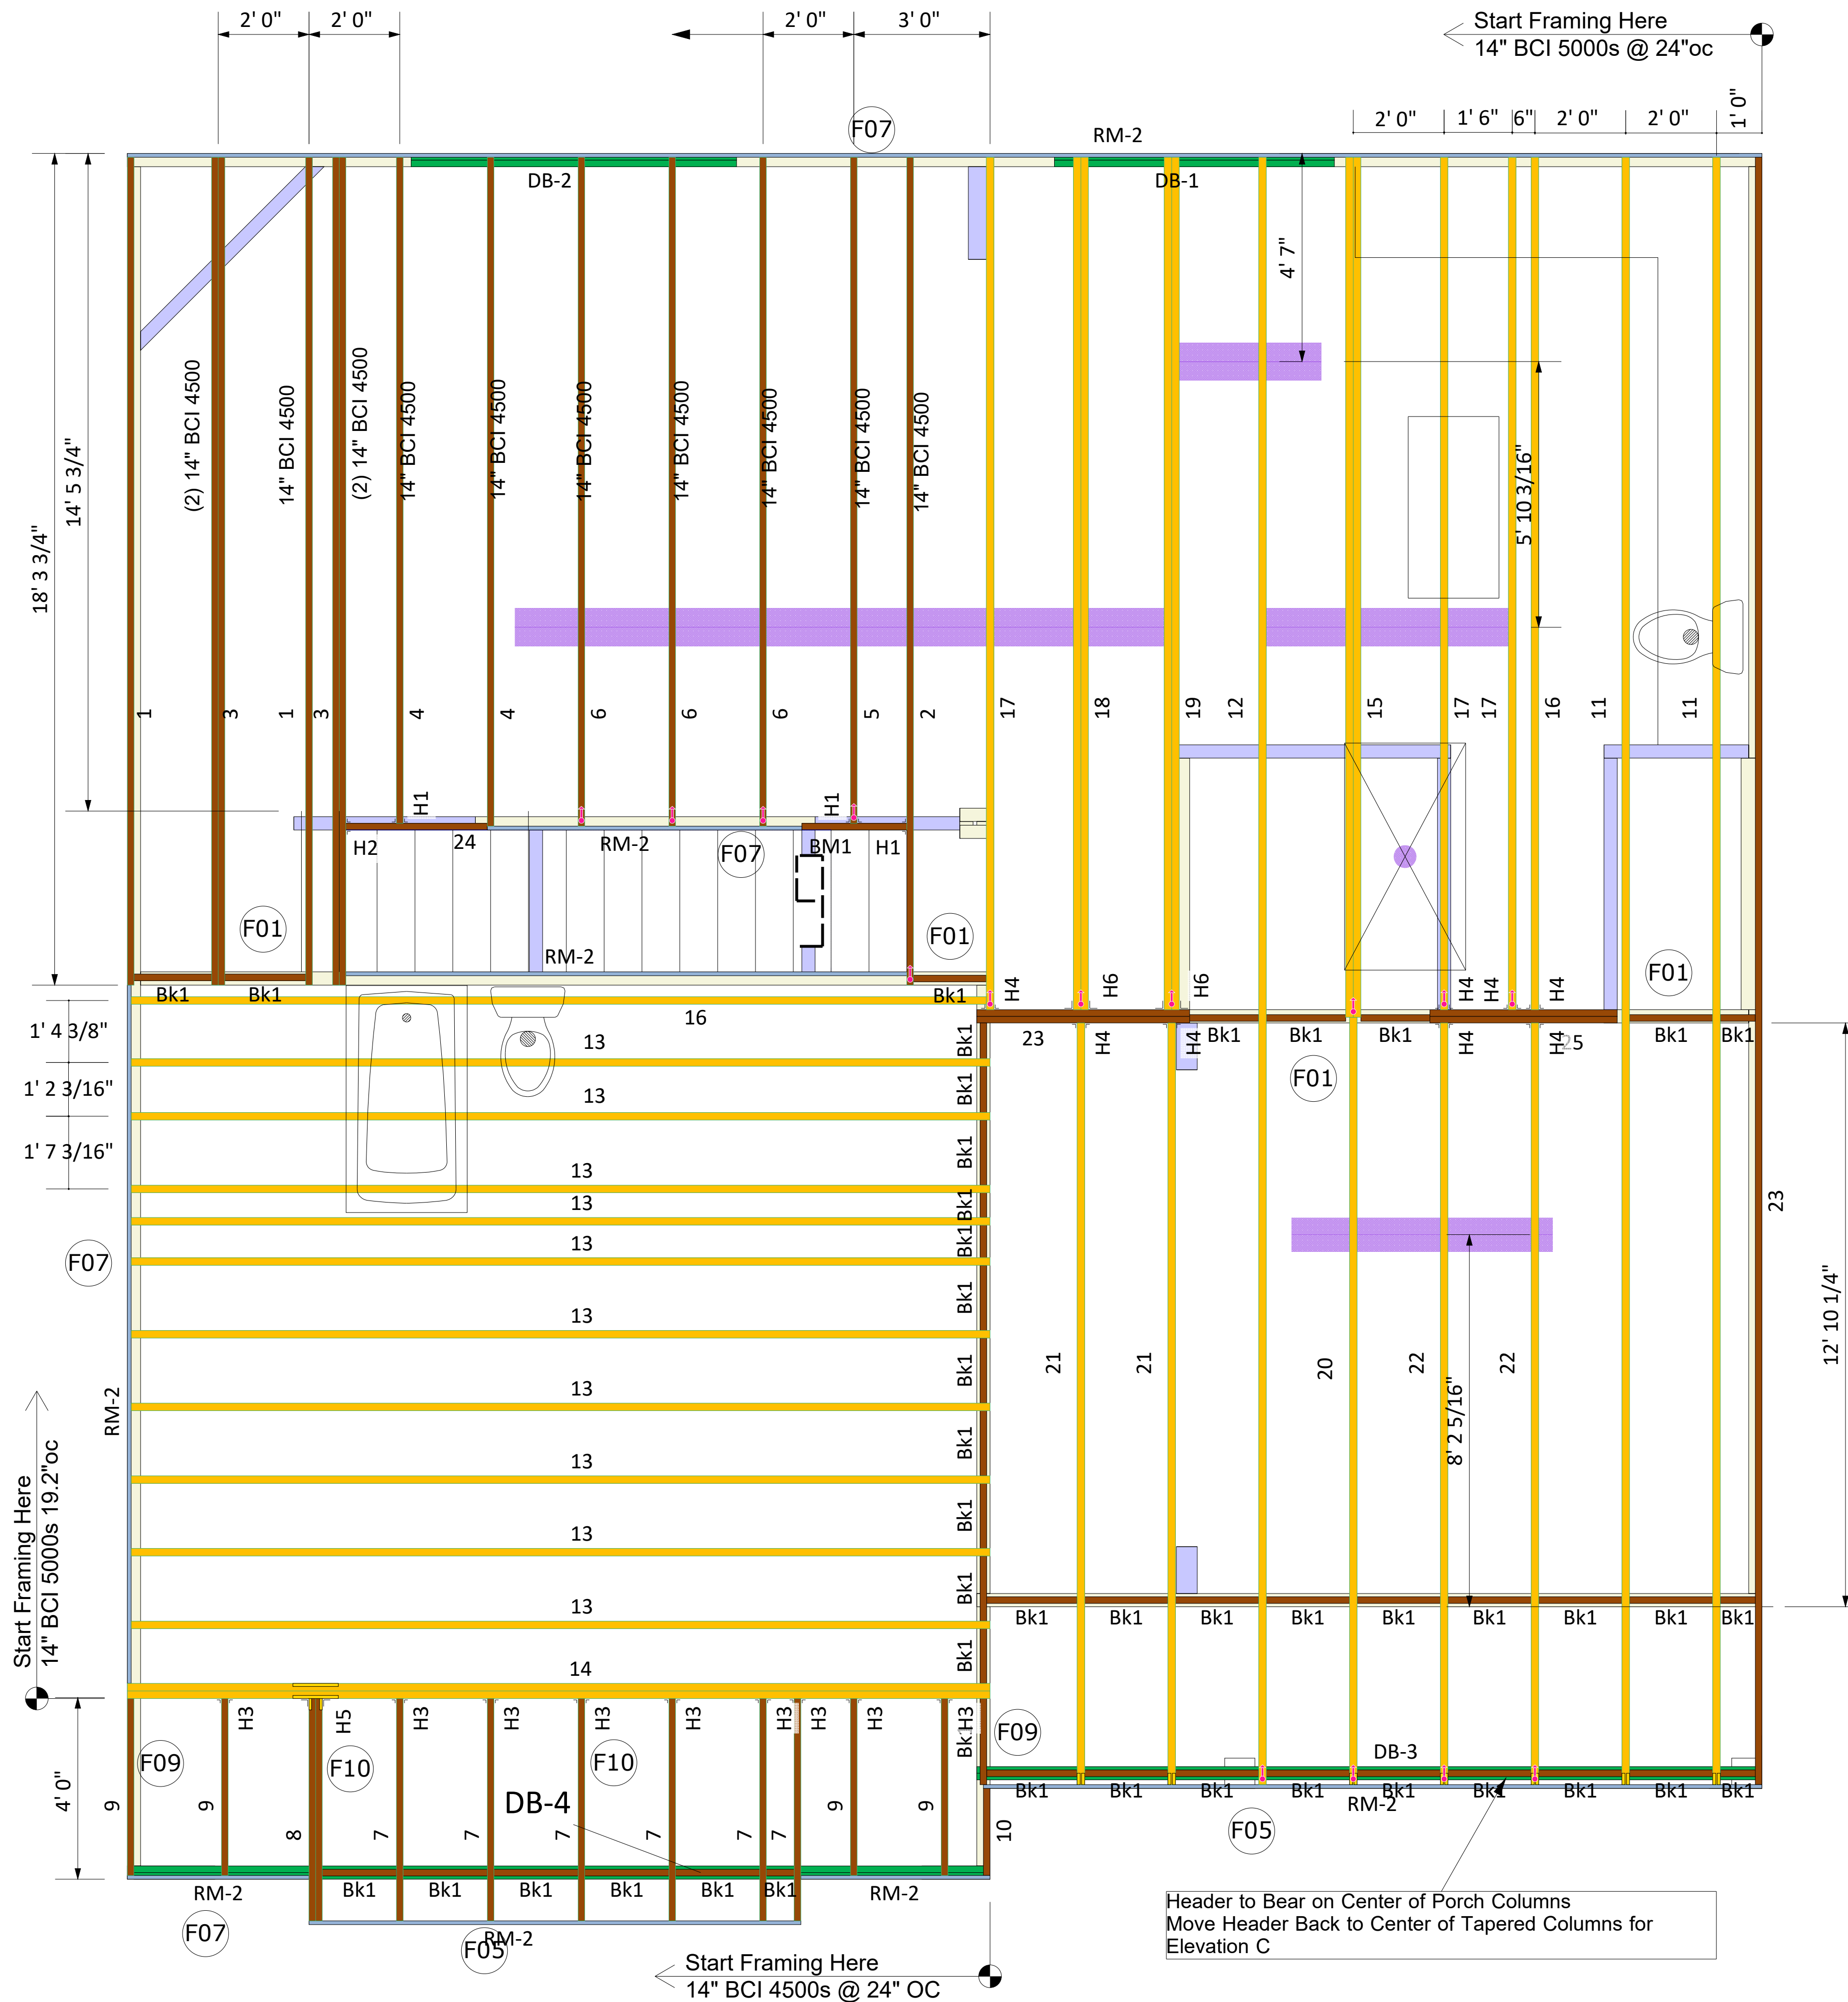 2' 0" 2' 0" 2' 0" 3' 0"
Start Framing Here
14" BCI 5000s @ 24"oc
2' 0" 1' 6" 6" 2' 0" 2' 0" 1' 0"
F07
RM-2
DB-2 DB-1
4' 7"
18' 3 3/4"
14' 5 3/4"
(2) 14" BCI 4500
14" BCI 4500
(2) 14" BCI 4500
14" BCI 4500
14" BCI 4500
14" BCI 4500
14" BCI 4500
14" BCI 4500
14" BCI 4500
14" BCI 4500
5' 10 3/16"
1 3 1 3 4 4 6 6 6 5 2 17 18 19 12 15 17 17 16 11 11
H1 H1
H2 24 RM-2 F07 BM1 H1
F01 F01 F01
RM-2
H4 H6 H6 H4 H4 H4
Bk1 Bk1 Bk1
16
23 H4 H4 Bk1 Bk1 Bk1 H4 H4 25 Bk1 Bk1
F01
1' 4 3/8"
1' 2 3/16"
1' 7 3/16"
13 Bk1
13 Bk1
13 Bk1
13 Bk1
13 Bk1
13 Bk1
13 Bk1
13 Bk1
13 Bk1
13 Bk1
14 Bk1
F07
RM-2
Start Framing Here
14" BCI 5000s 19.2"oc
23
12' 10 1/4"
21 21 20 22 22
8' 2 5/16"
Bk1 Bk1 Bk1 Bk1 Bk1 Bk1 Bk1 Bk1 Bk1
H3 H5 H3 H3 H3 H3 H3 H3 H3 H3
Bk1
F09 F10 F10 F09
DB-3
4' 0"
DB-4
9 9 8 7 7 7 7 7 7 9 9 10
Bk1 Bk1 Bk1 Bk1 Bk1 Bk1 Bk1 Bk1 Bk1
RM-2
F05
RM-2 Bk1 Bk1 Bk1 Bk1 Bk1 Bk1 RM-2
F07
RM-2
F05
Header to Bear on Center of Porch Columns
Move Header Back to Center of Tapered Columns for
Elevation C
Start Framing Here
14" BCI 4500s @ 24" OC